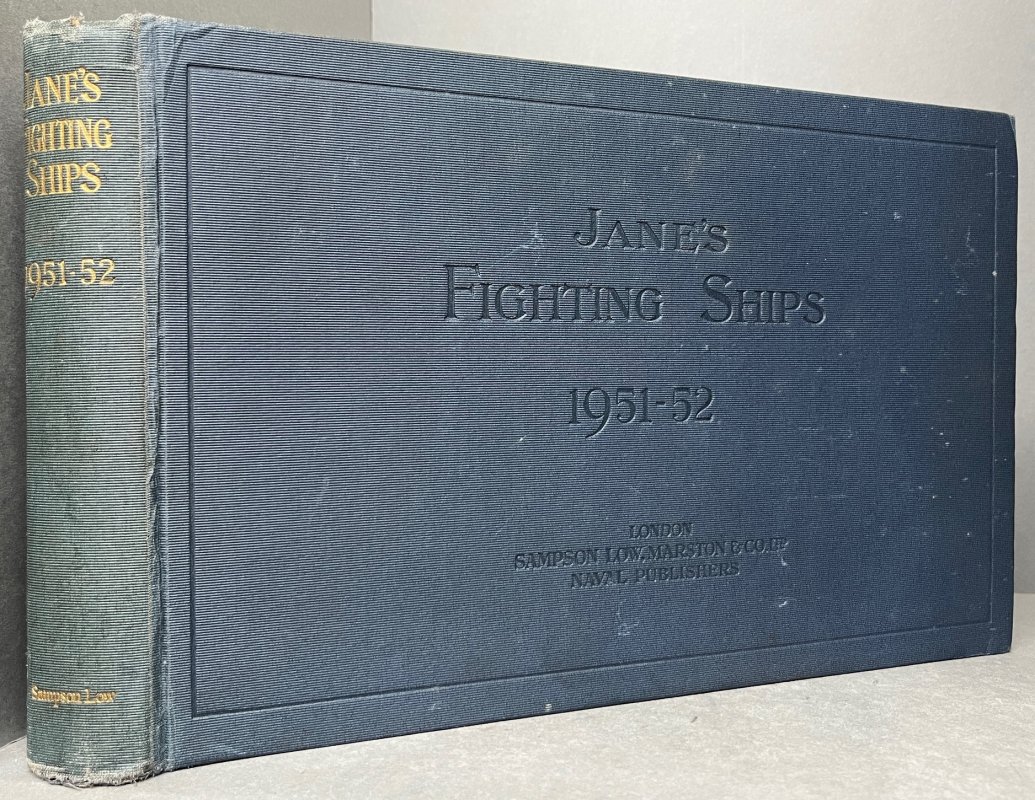 JANE'S
FIGHTING
SHIPS
1951-52
Sampson Low
JANE'S
FIGHTING SHIPS
1951-52
LONDON
SAMPSON LOW, MARSTON & CO. LTD
NAVAL PUBLISHERS